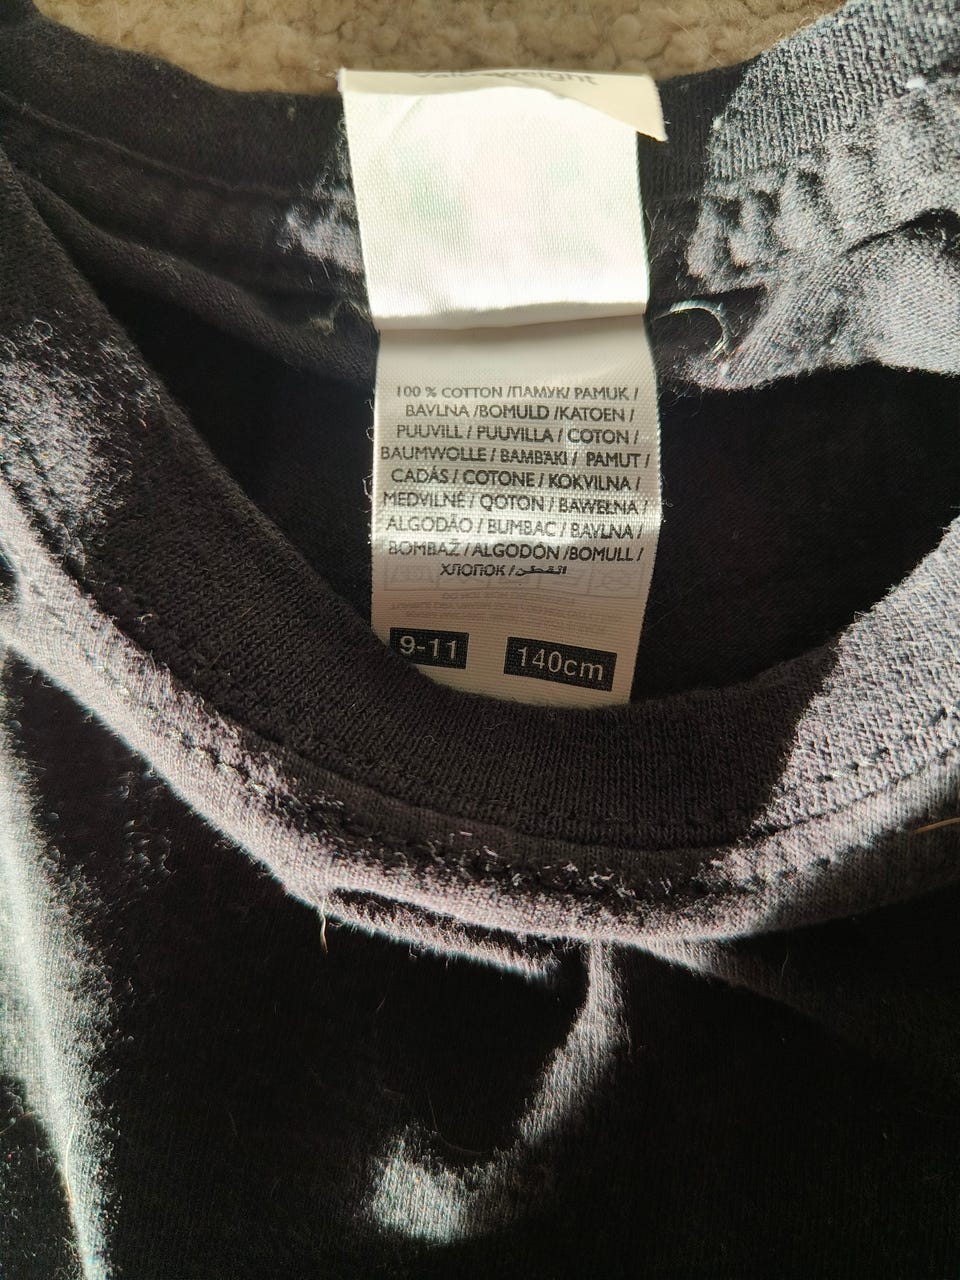 100 % COTTON /ПАМУК/ PAMUK /
BAVLNA /BOMULD /KATOEN /
PUUVILL / PUUVILLA / COTON /
BAUMWOLLE / BAMBAKI / PAMUT /
CADÁS / COTONE / KOKVILNA /
MEDVILNĖ / QOTON / BAWEŁNA /
ALGODÃO / BUMBAC / BAVLNA /
BOMBAŽ / ALGODÓN /BOMULL /
ХЛОПОК / القطن
9-11 140cm